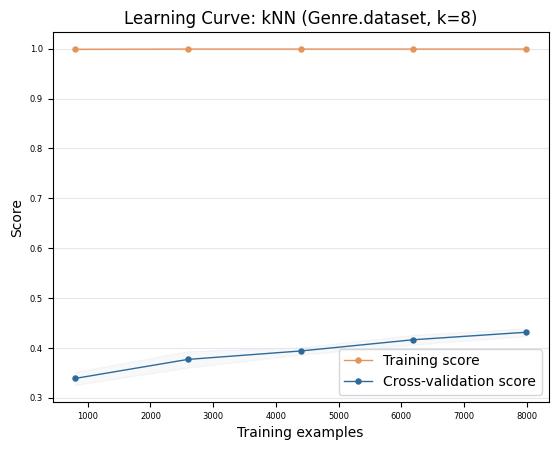 Learning Curve: kNN (Genre.dataset, k=8)
Score
1.0
0.9
0.8
0.7
0.6
0.5
0.4
0.3
Training score
Cross-validation score
1000 2000 3000 4000 5000 6000 7000 8000
Training examples